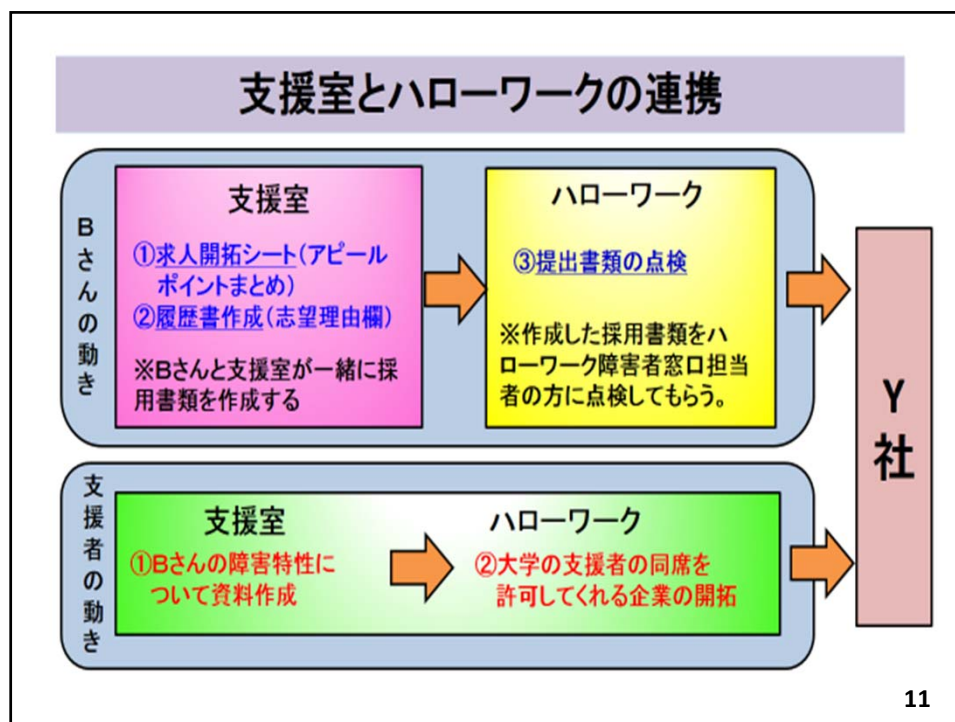 支援室とハローワークの連携
Bさんの動き
支援室
①求人開拓シート(アピール
ポイントまとめ)
②履歴書作成(志望理由欄)
※Bさんと支援室が一緒に採
用書類を作成する
ハローワーク
③提出書類の点検
※作成した採用書類をハ
ローワーク障害者窓口担当
者の方に点検してもらう。
支援者の動き
支援室
①Bさんの障害特性に
ついて資料作成
ハローワーク
②大学の支援者の同席を
許可してくれる企業の開拓
Y社
11